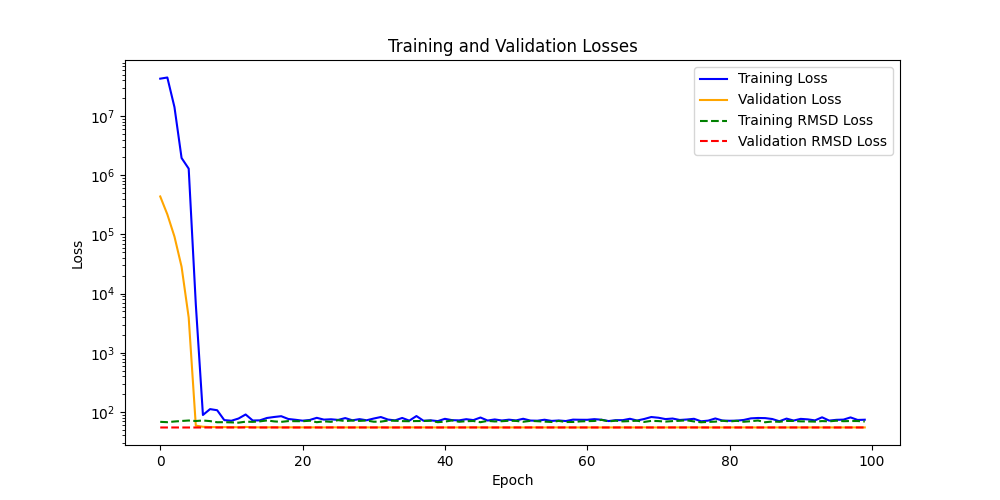 Training and Validation Losses
Training Loss
Validation Loss
Training RMSD Loss
Validation RMSD Loss
10⁷
10⁶
10⁵
10⁴
10³
10²
Loss
0 20 40 60 80 100
Epoch